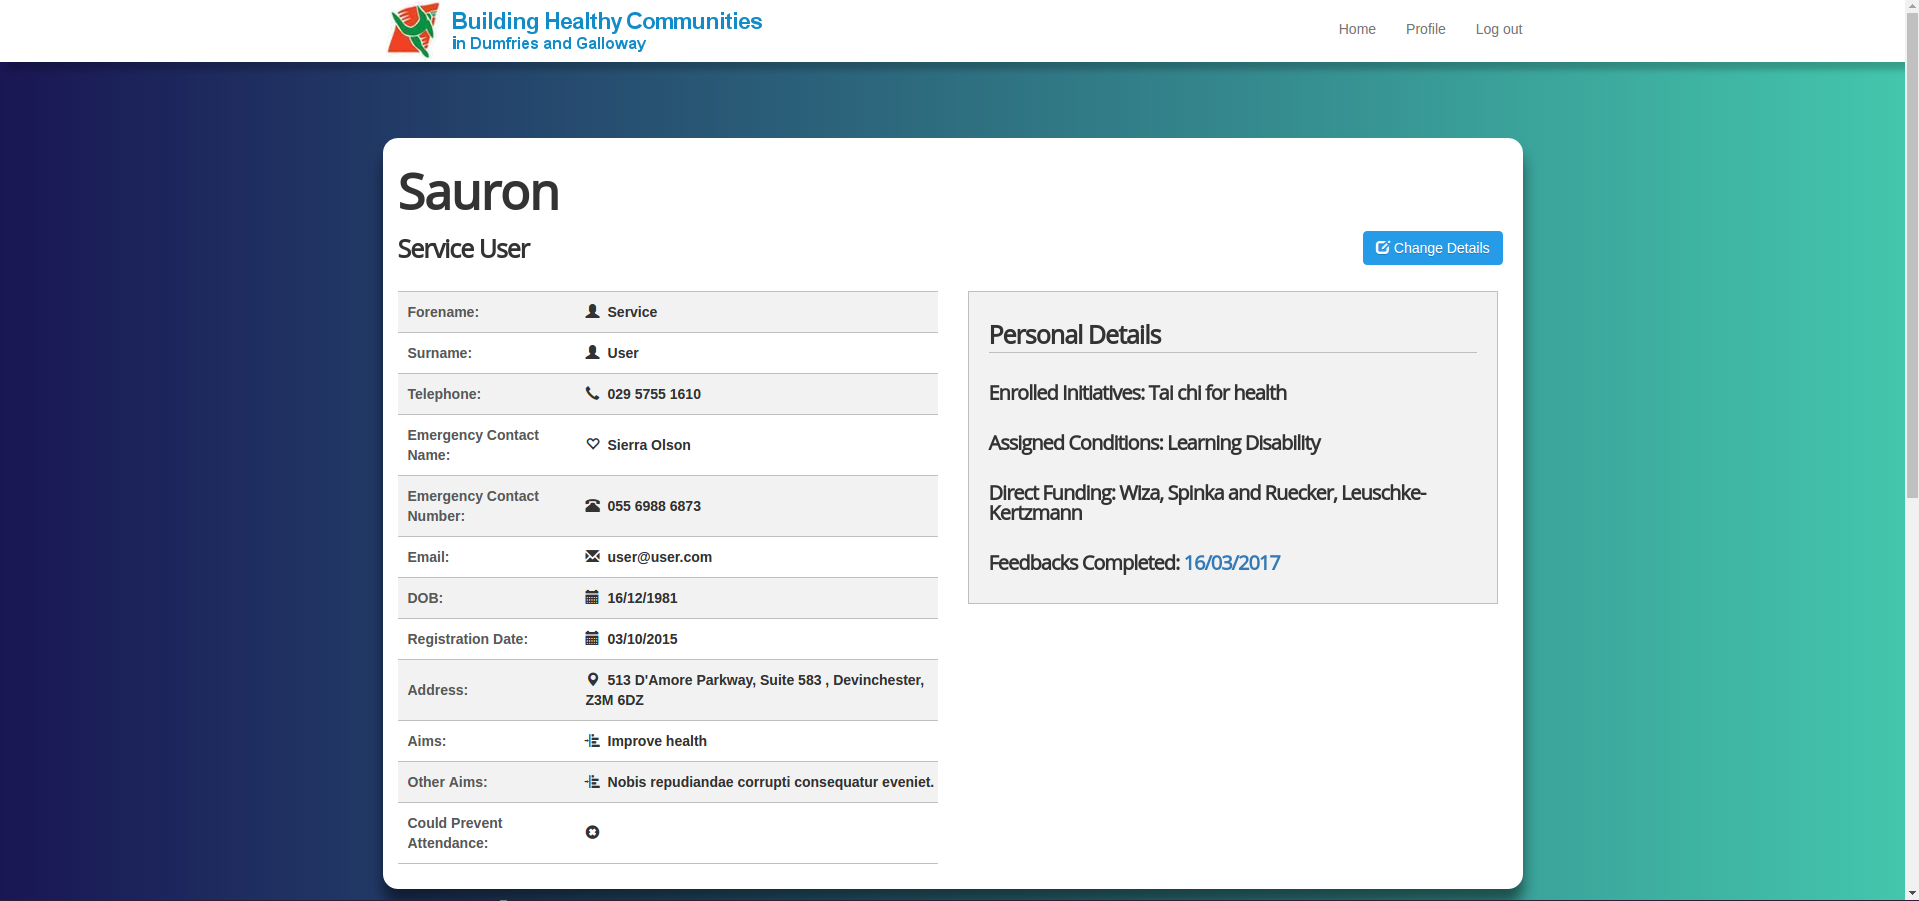 Building Healthy Communities
in Dumfries and Galloway
Home Profile Log out
Sauron
Service User
Change Details
Forename: Service
Surname: User
Telephone: 029 5755 1610
Emergency Contact
Name:
Sierra Olson
Emergency Contact
Number:
055 6988 6873
Email: user@user.com
DOB: 16/12/1981
Registration Date: 03/10/2015
Address:
513 D'Amore Parkway, Suite 583 , Devinchester,
Z3M 6DZ
Aims: Improve health
Other Aims: Nobis repudiandae corrupti consequatur eveniet.
Could Prevent
Attendance:
Personal Details
Enrolled Initiatives: Tai chi for health
Assigned Conditions: Learning Disability
Direct Funding: Wiza, Spinka and Ruecker, Leuschke-
Kertzmann
Feedbacks Completed: 16/03/2017